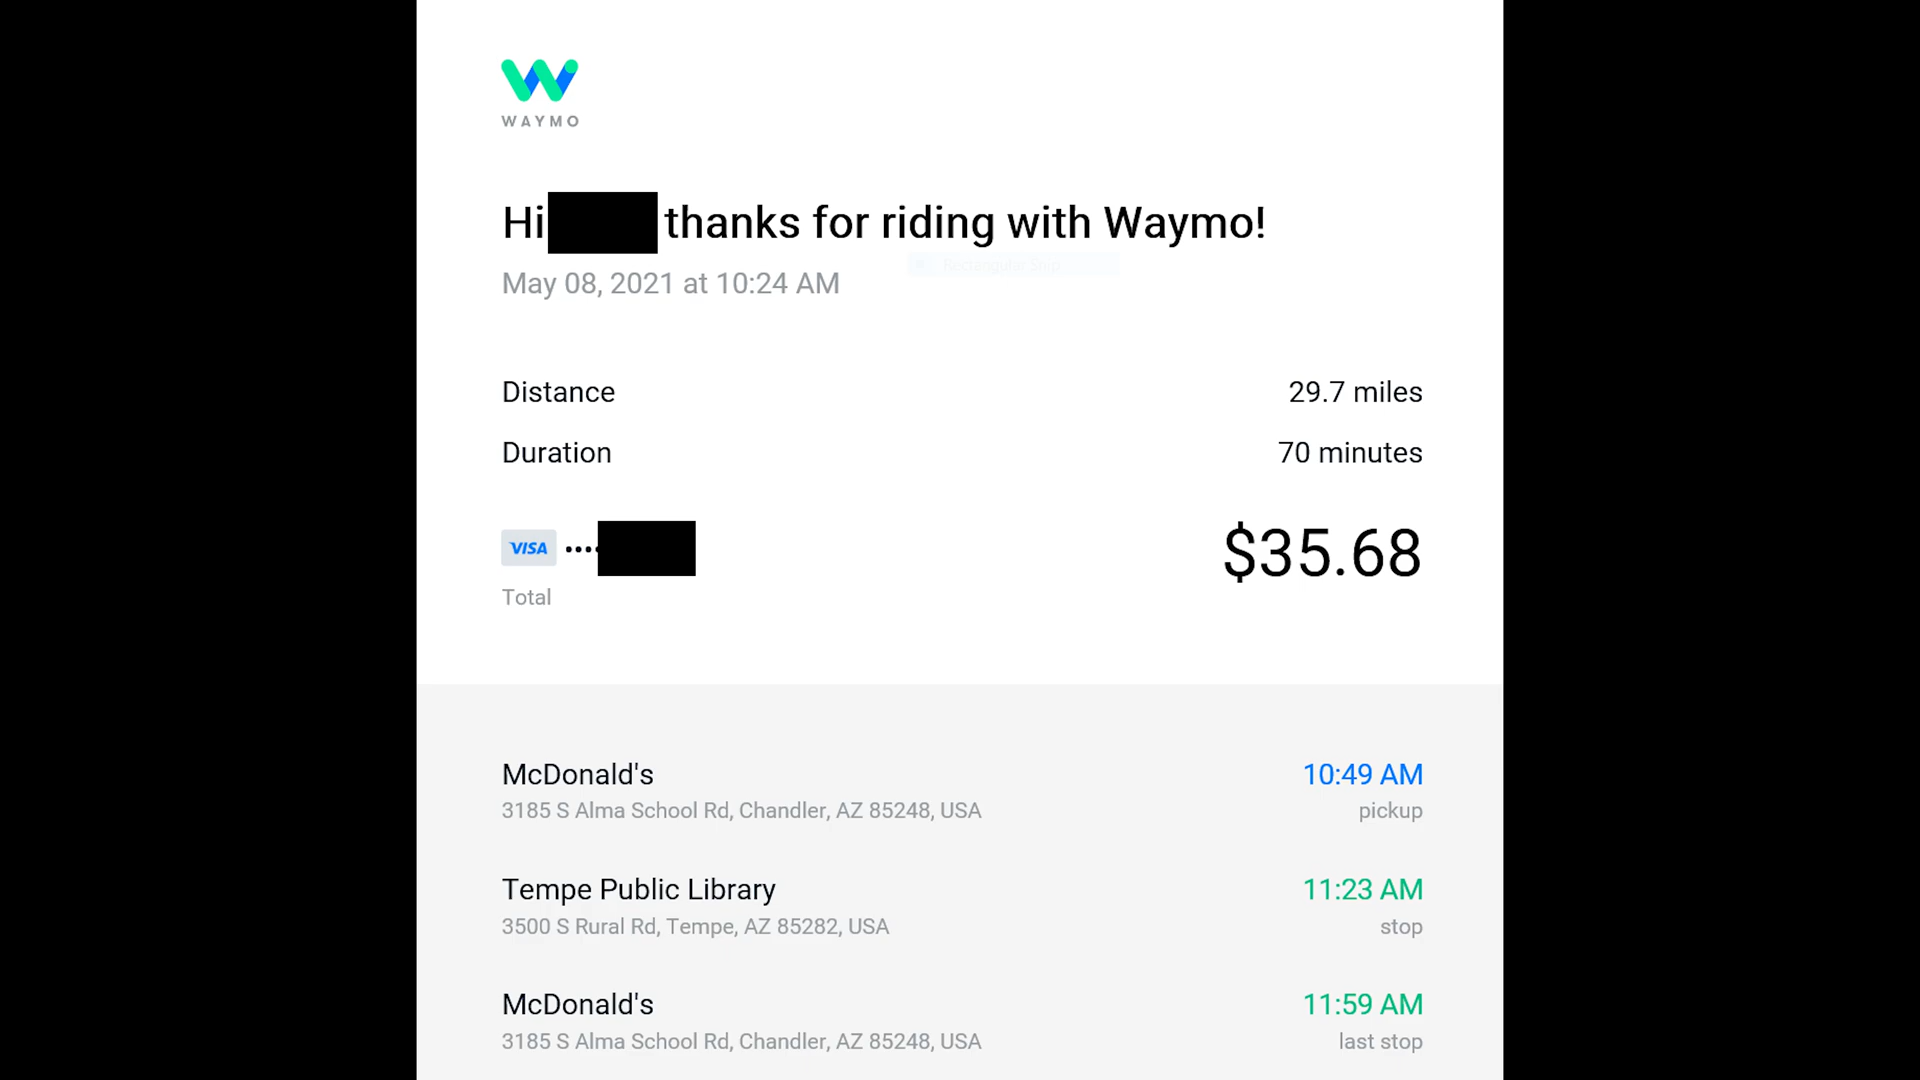 WAYMO
Hi thanks for riding with Waymo!
Rectangular Snip
May 08, 2021 at 10:24 AM
Distance 29.7 miles
Duration 70 minutes
VISA •••• $35.68
Total
McDonald's 10:49 AM
3185 S Alma School Rd, Chandler, AZ 85248, USA pickup
Tempe Public Library 11:23 AM
3500 S Rural Rd, Tempe, AZ 85282, USA stop
McDonald's 11:59 AM
3185 S Alma School Rd, Chandler, AZ 85248, USA last stop